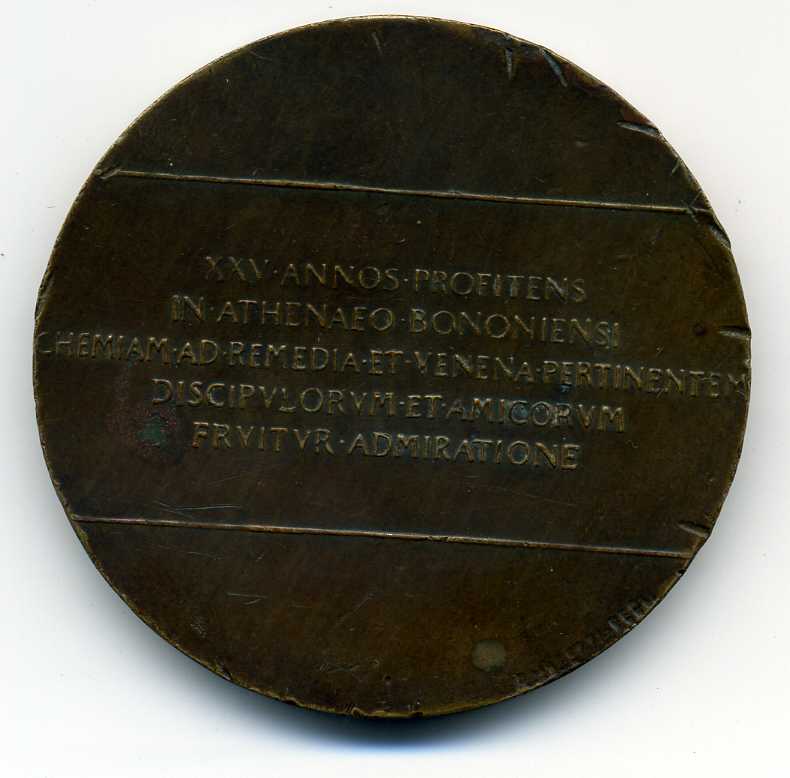 XXV·ANNOS·PROFITENS
IN·ATHENAEO·BONONIENSI
CHEMIAM·AD·REMEDIA·ET·VENENA·PERTINENTEM
DISCIPVLORVM·ET·AMICORVM
FRVITVR·ADMIRATIONE